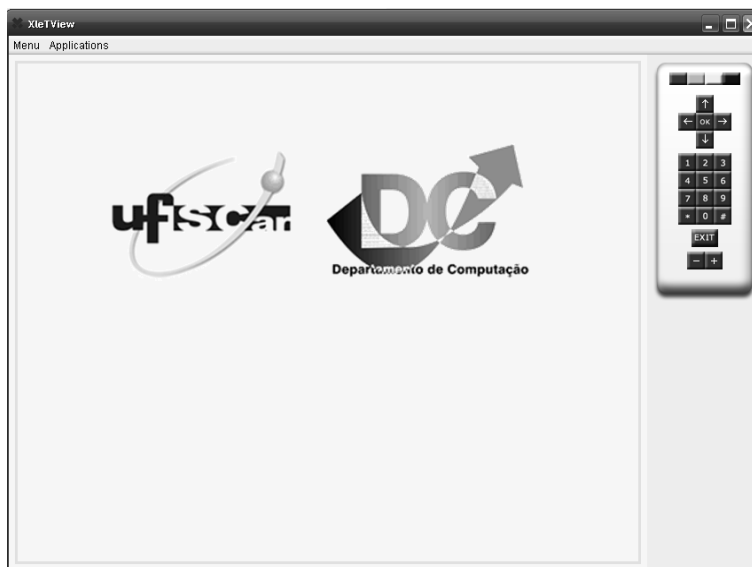 XleTView
Menu Applications
ufscar
DC
Departamento de Computação
OK
1 2 3
4 5 6
7 8 9
* 0 #
EXIT
- +